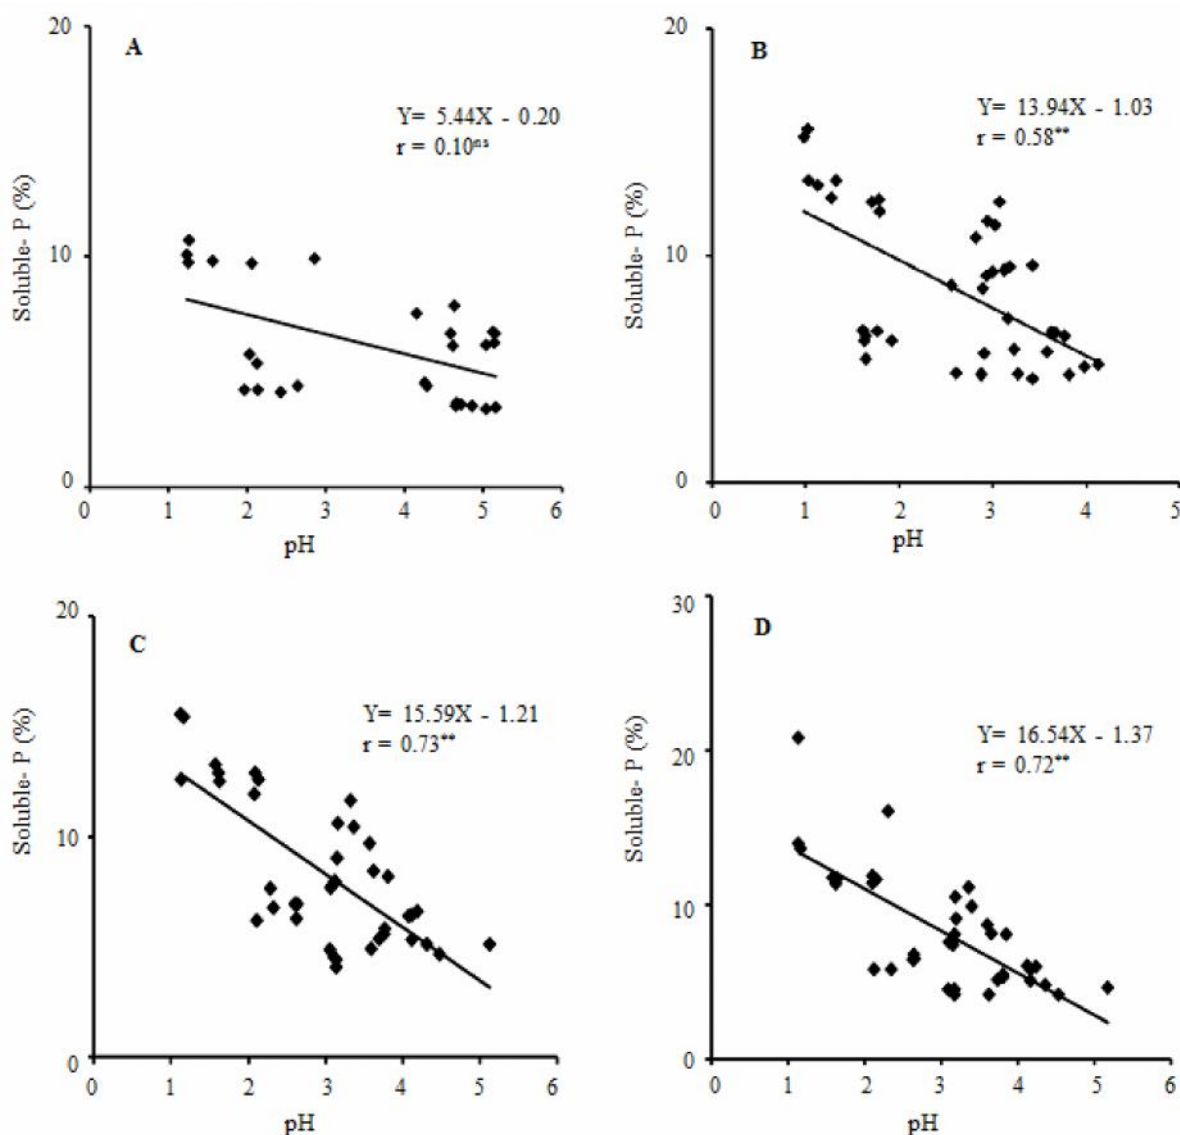 20
A
Y= 5.44X - 0.20
r = 0.10ns
Soluble- P (%)
10
0
0 1 2 3 4 5 6
pH
20
B
Y= 13.94X - 1.03
r = 0.58**
Soluble- P (%)
10
0
0 1 2 3 4 5
pH
20
C
Y= 15.59X - 1.21
r = 0.73**
Soluble- P (%)
10
0
0 1 2 3 4 5 6
pH
30
D
Y= 16.54X - 1.37
r = 0.72**
20
Soluble- P (%)
10
0
0 1 2 3 4 5 6
pH